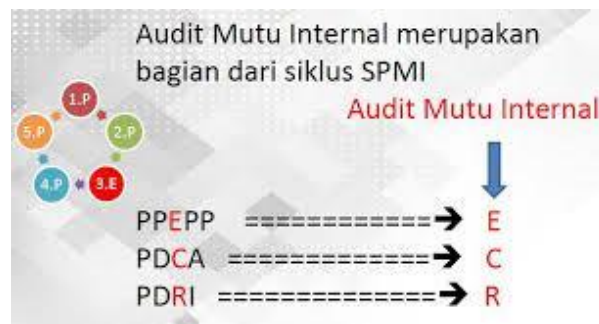 Audit Mutu Internal merupakan
bagian dari siklus SPMI
Audit Mutu Internal
1.P
5.P
2.P
4.P
3.E
PPEPP ============➔ E
PDCA =============➔ C
PDRI ==============➔ R